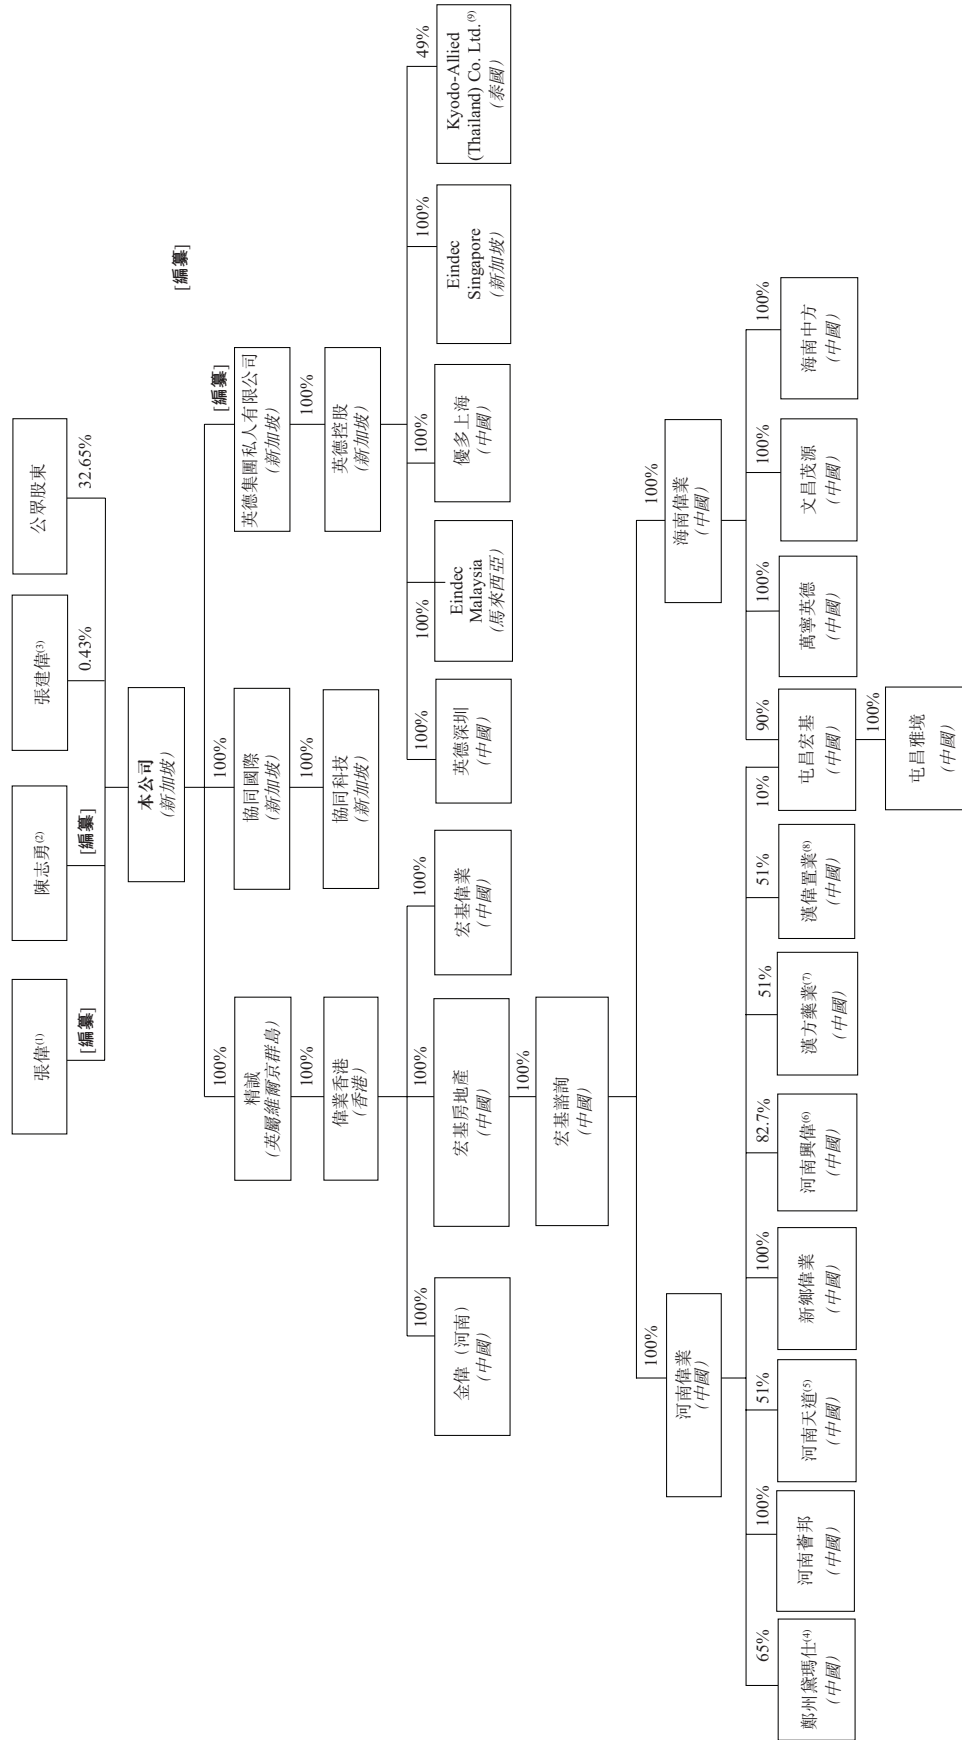 張偉(1)
陳志勇(2)
張建偉(3)
公眾股東
[編纂]
[編纂]
0.43%
32.65%
本公司
(新加坡)
[編纂]
100%
100%
[編纂]
精誠
(英屬維爾京群島)
協同國際
(新加坡)
英德集團私人有限公司
(新加坡)
100%
100%
100%
偉業香港
(香港)
協同科技
(新加坡)
英德控股
(新加坡)
100%
100%
100%
100%
100%
100%
100%
49%
金偉（河南）
(中國)
宏基房地產
(中國)
宏基偉業
(中國)
英德深圳
(中國)
Eindec
Malaysia
(馬來西亞)
優多上海
(中國)
Eindec
Singapore
(新加坡)
Kyodo-Allied
(Thailand) Co. Ltd.(9)
(泰國)
100%
宏基諮詢
(中國)
100%
100%
河南偉業
(中國)
海南偉業
(中國)
65%
100%
51%
100%
82.7%
51%
51%
10%
90%
100%
100%
100%
鄭州黛瑪仕(4)
(中國)
河南薈邦
(中國)
河南天道(5)
(中國)
新鄉偉業
(中國)
河南興偉(6)
(中國)
漢方藥業(7)
(中國)
漢偉置業(8)
(中國)
屯昌宏基
(中國)
萬寧英德
(中國)
文昌茂源
(中國)
海南中方
(中國)
100%
屯昌雅境
(中國)